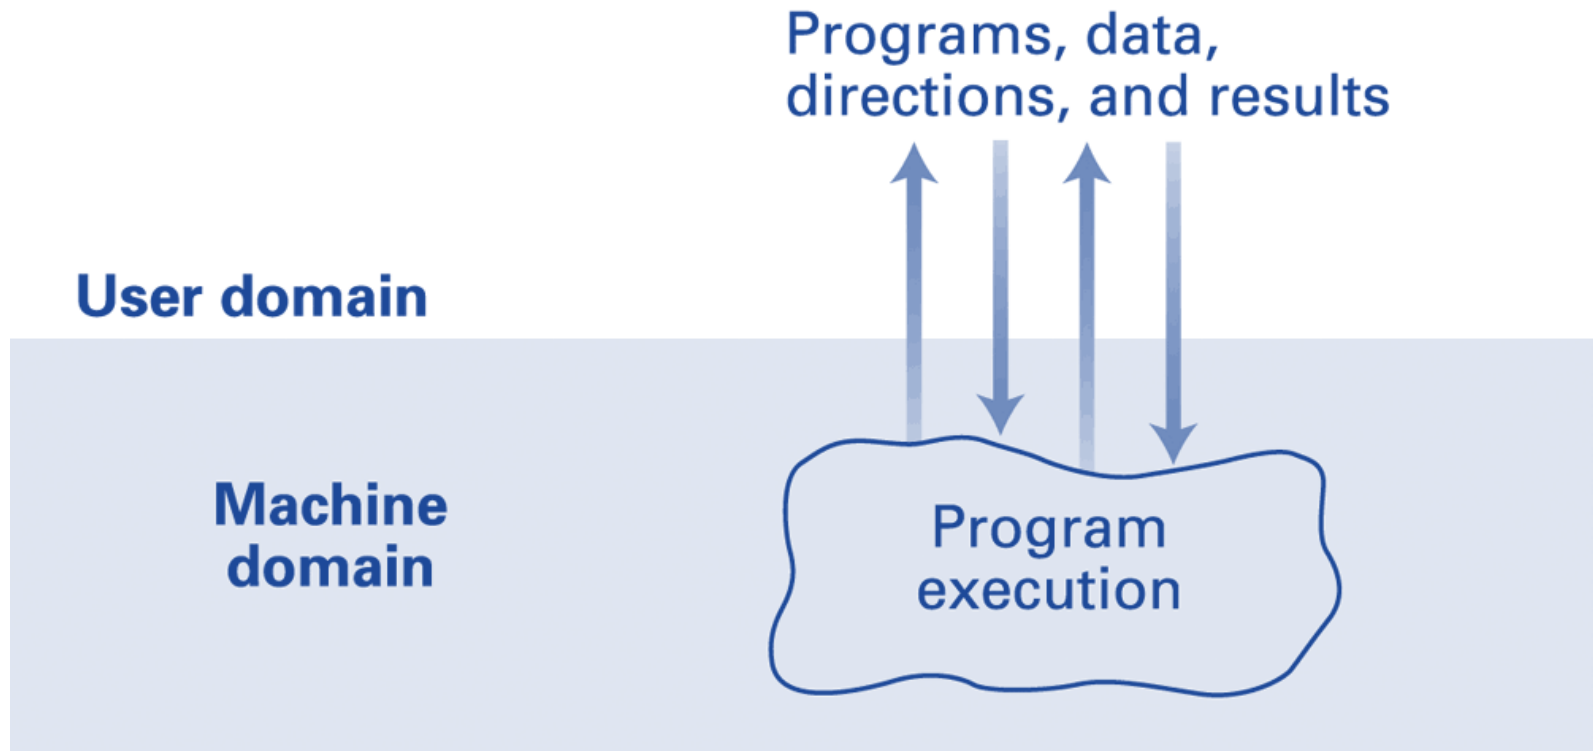 Programs, data,
directions, and results
User domain
Machine
domain
Program
execution